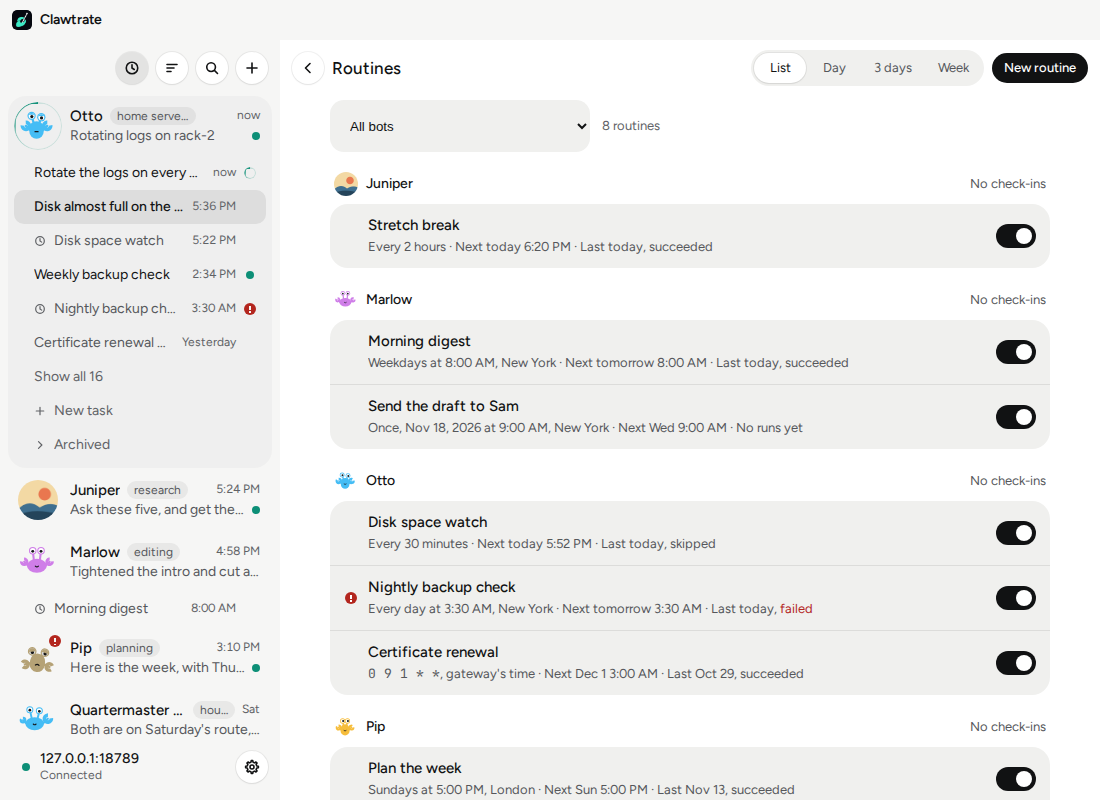 Clawtrate
Otto
home serve...
now
Rotating logs on rack-2
Rotate the logs on every ...
now
Disk almost full on the ...
5:36 PM
Disk space watch
5:22 PM
Weekly backup check
2:34 PM
Nightly backup ch...
3:30 AM
Certificate renewal ...
Yesterday
Show all 16
New task
Archived
Juniper
research
5:24 PM
Ask these five, and get the...
Marlow
editing
4:58 PM
Tightened the intro and cut a...
Morning digest
8:00 AM
Pip
planning
3:10 PM
Here is the week, with Thu...
Quartermaster ...
hou...
Sat
Both are on Saturday's route,...
127.0.0.1:18789
Connected
Routines
List
Day
3 days
Week
New routine
All bots
8 routines
Juniper
No check-ins
Stretch break
Every 2 hours · Next today 6:20 PM · Last today, succeeded
Marlow
No check-ins
Morning digest
Weekdays at 8:00 AM, New York · Next tomorrow 8:00 AM · Last today, succeeded
Send the draft to Sam
Once, Nov 18, 2026 at 9:00 AM, New York · Next Wed 9:00 AM · No runs yet
Otto
No check-ins
Disk space watch
Every 30 minutes · Next today 5:52 PM · Last today, skipped
Nightly backup check
Every day at 3:30 AM, New York · Next tomorrow 3:30 AM · Last today, failed
Certificate renewal
0 9 1 * *, gateway's time · Next Dec 1 3:00 AM · Last Oct 29, succeeded
Pip
No check-ins
Plan the week
Sundays at 5:00 PM, London · Next Sun 5:00 PM · Last Nov 13, succeeded